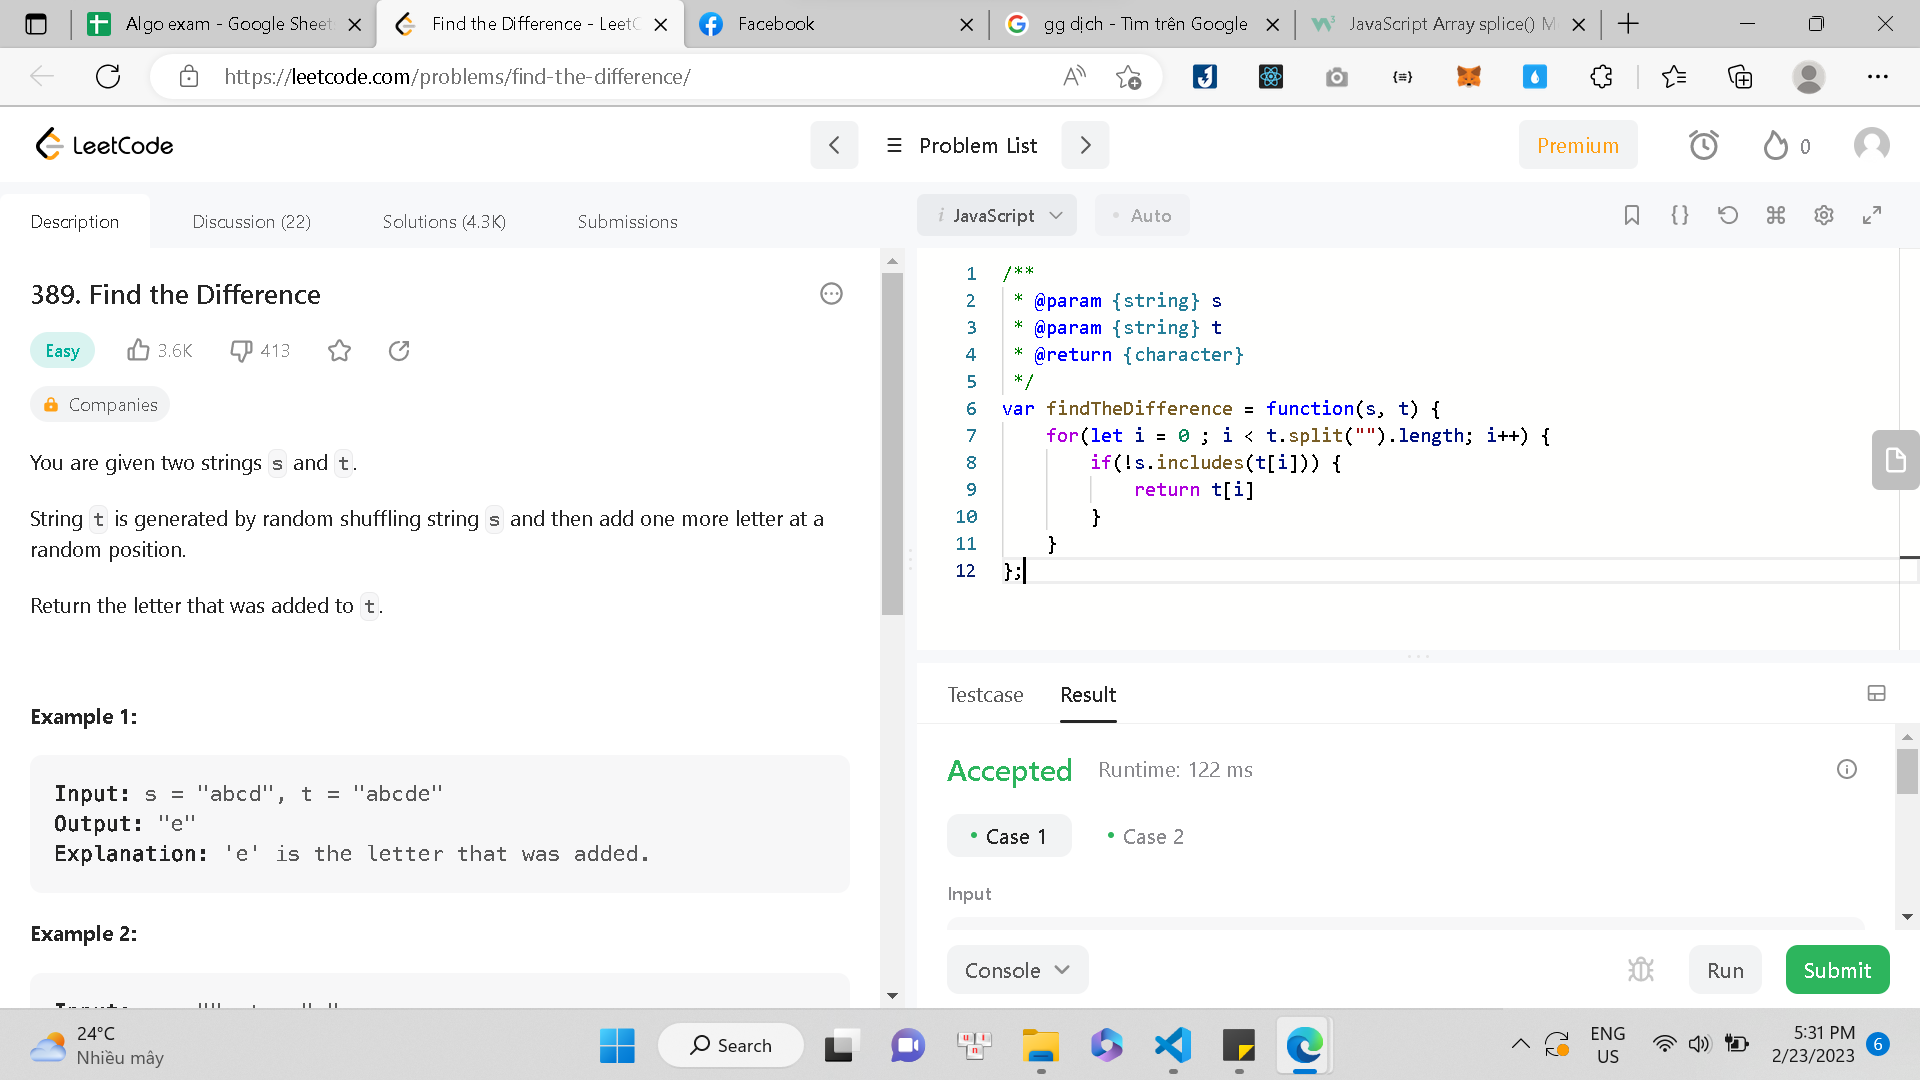 Algo exam - Google Sheet
Find the Difference - LeetC
Facebook
gg dịch - Tìm trên Google
JavaScript Array splice() M
https://leetcode.com/problems/find-the-difference/
LeetCode
Problem List
Premium
0
Description
Discussion (22)
Solutions (4.3K)
Submissions
i JavaScript
Auto
389. Find the Difference
Easy
3.6K
413
Companies
You are given two strings s and t.
String t is generated by random shuffling string s and then add one more letter at a
random position.
Return the letter that was added to t.
Example 1:
Input: s = "abcd", t = "abcde"
Output: "e"
Explanation: 'e' is the letter that was added.
Example 2:
1 /**
2 * @param {string} s
3 * @param {string} t
4 * @return {character}
5 */
6 var findTheDifference = function(s, t) {
7 for(let i = 0 ; i < t.split("").length; i++) {
8 if(!s.includes(t[i])) {
9 return t[i]
10 }
11 }
12 };
Testcase
Result
Accepted
Runtime: 122 ms
Case 1
Case 2
Input
Console
Run
Submit
24°C
Nhiều mây
Search
ENG
US
5:31 PM
2/23/2023
6